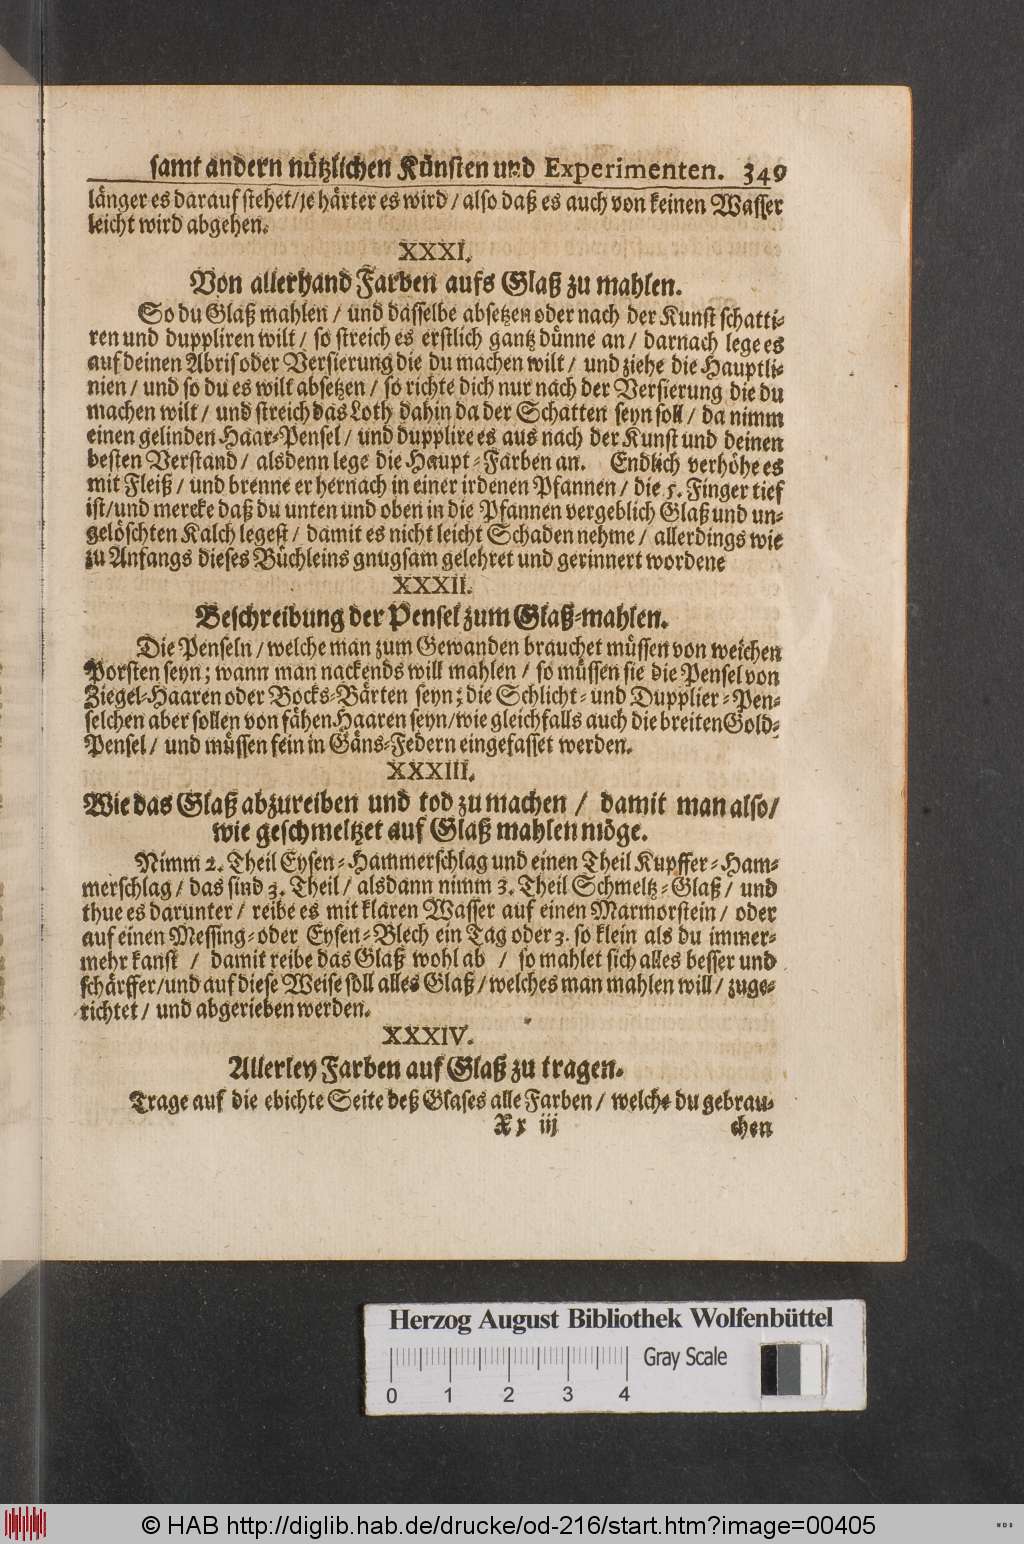 samt andern nützlichen Künsten und Experimenten. 349
länger es darauf stehet/je härter es wird / also daß es auch von keinen Wasser
leicht wird abgehen.
XXXI.
Von allerhand Farben aufs Glaß zu mahlen.
So du Glaß mahlen / und dasselbe absetzen oder nach der Kunst schatti-
ren und duppliren wilt / so streich es erstlich gantz dünne an / darnach lege es
auf deinen Abris oder Versierung die du machen wilt / und ziehe die Hauptli-
nien / und so du es wilt absetzen / so richte dich nur nach der Versierung die du
machen wilt / und streich das Loth dahin da der Schatten seyn soll / da nimm
einen gelinden Haar-Pensel / und dupplire es aus nach der Kunst und deinen
besten Verstand / alsdenn lege die Haupt-Farben an. Endlich verhöhe es
mit Fleiß / und brenne er hernach in einer irdenen Pfannen / die 5. Finger tief
ist/und mercke daß du unten und oben in die Pfannen vergeblich Glaß und un-
gelöschten Kalch legest / damit es nicht leicht Schaden nehme / allerdings wie
zu Anfangs dieses Büchleins gnugsam gelehret und gerinnert wordene
XXXII.
Beschreibung der Pensel zum Glaß-mahlen.
Die Penseln / welche man zum Gewanden brauchet müssen von weichen
Porsten seyn; wann man nackends will mahlen / so müssen sie die Pensel von
Ziegel-Haaren oder Bocks-Bärten seyn; die Schlicht- und Dupplier-Pen-
selchen aber sollen von fähen Haaren seyn/wie gleichfalls auch die breiten Gold-
Pensel / und müssen fein in Gäns-Federn eingefasset werden.
XXXIII.
Wie das Glaß abzureiben und tod zu machen / damit man also/
wie geschmeltzet auf Glaß mahlen möge.
Nimm 2. Theil Eysen-Hammerschlag und einen Theil Kupffer-Ham-
merschlag / das sind 3. Theil / alsdann nimm 3. Theil Schmeltz-Glaß / und
thue es darunter / reibe es mit klaren Wasser auf einen Marmorstein / oder
auf einen Messing-oder Eysen-Blech ein Tag oder 3. so klein als du immer-
mehr kanst / damit reibe das Glaß wohl ab / so mahlet sich alles besser und
schärffer/und auf diese Weise soll alles Glaß / welches man mahlen will / zuge-
richtet / und abgerieben werden.
XXXIV.
Allerley Farben auf Glaß zu tragen.
Trage auf die ebichte Seite deß Glases alle Farben / welche du gebrau-
Xx iij chen
Herzog August Bibliothek Wolfenbüttel
Gray Scale
0 1 2 3 4
© HAB http://diglib.hab.de/drucke/od-216/start.htm?image=00405